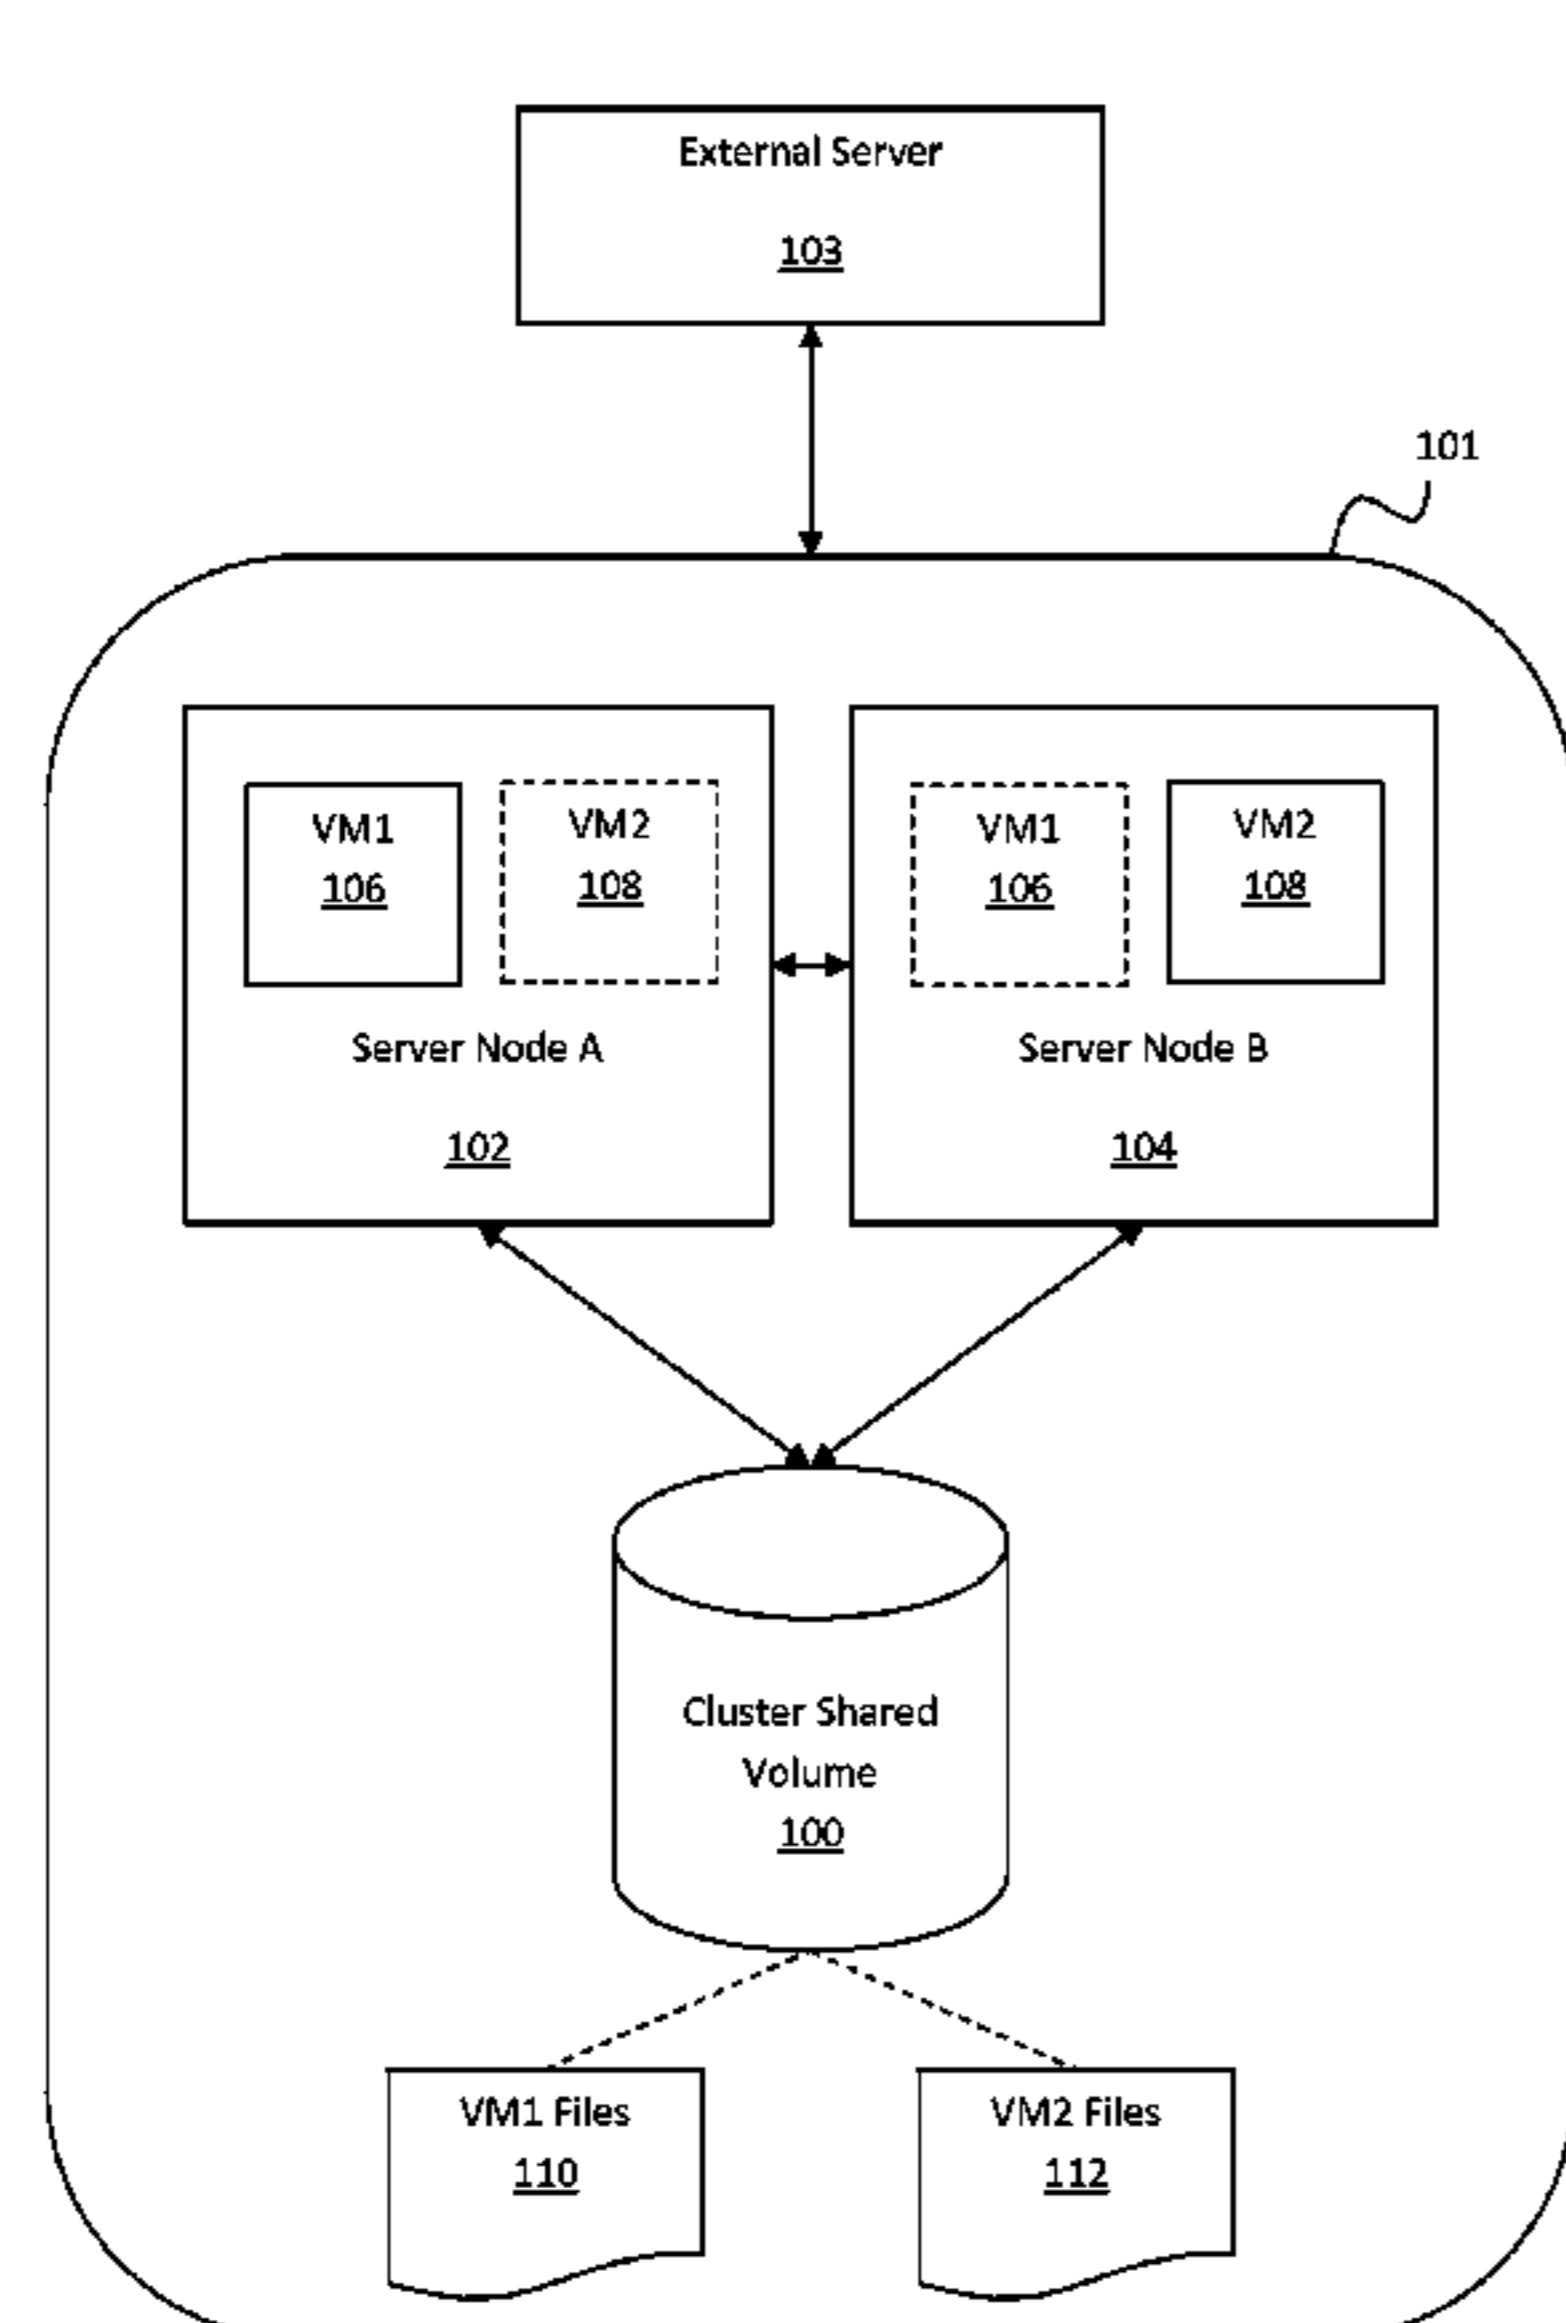 External Server
103
101
VM1
106
VM2
108
Server Node A
102
VM1
106
VM2
108
Server Node B
104
Cluster Shared
Volume
100
VM1 Files
110
VM2 Files
112